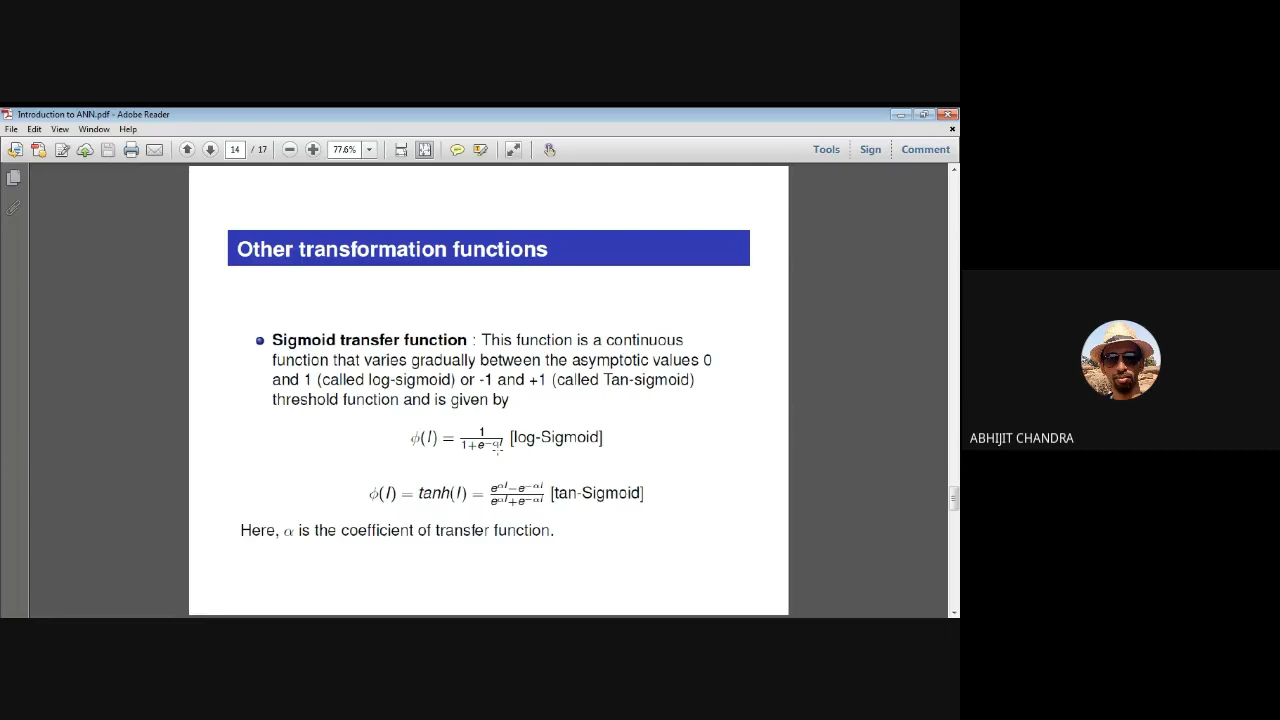 Introduction to ANN.pdf - Adobe Reader
File Edit View Window Help
14 / 17 77.6% Tools Sign Comment
Other transformation functions
Sigmoid transfer function : This function is a continuous
function that varies gradually between the asymptotic values 0
and 1 (called log-sigmoid) or -1 and +1 (called Tan-sigmoid)
threshold function and is given by
ϕ(I) = 1/(1+e^−αI) [log-Sigmoid]
ϕ(I) = tanh(I) = (e^αI−e^−αI)/(e^αI+e^−αI) [tan-Sigmoid]
Here, α is the coefficient of transfer function.
ABHIJIT CHANDRA